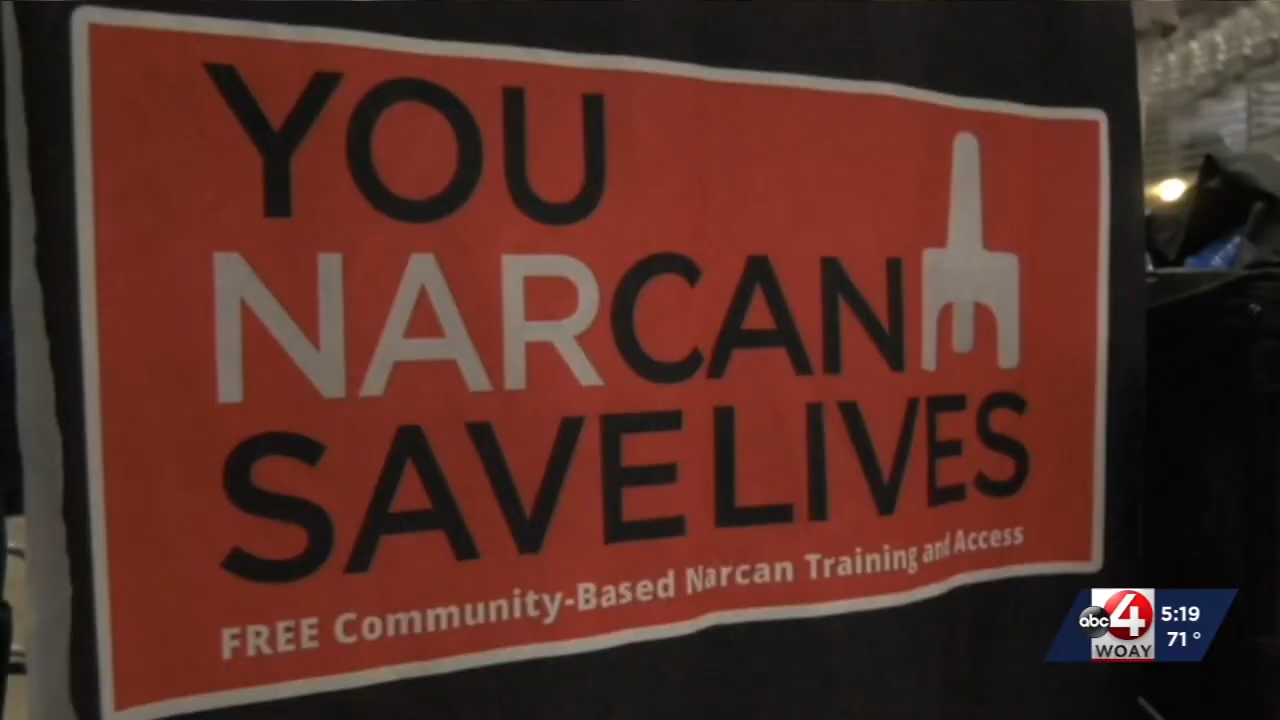 YOU
NARCAN
SAVE LIVES
FREE Community-Based Narcan Training and Access
abc 4
WOAY
5:19
71°